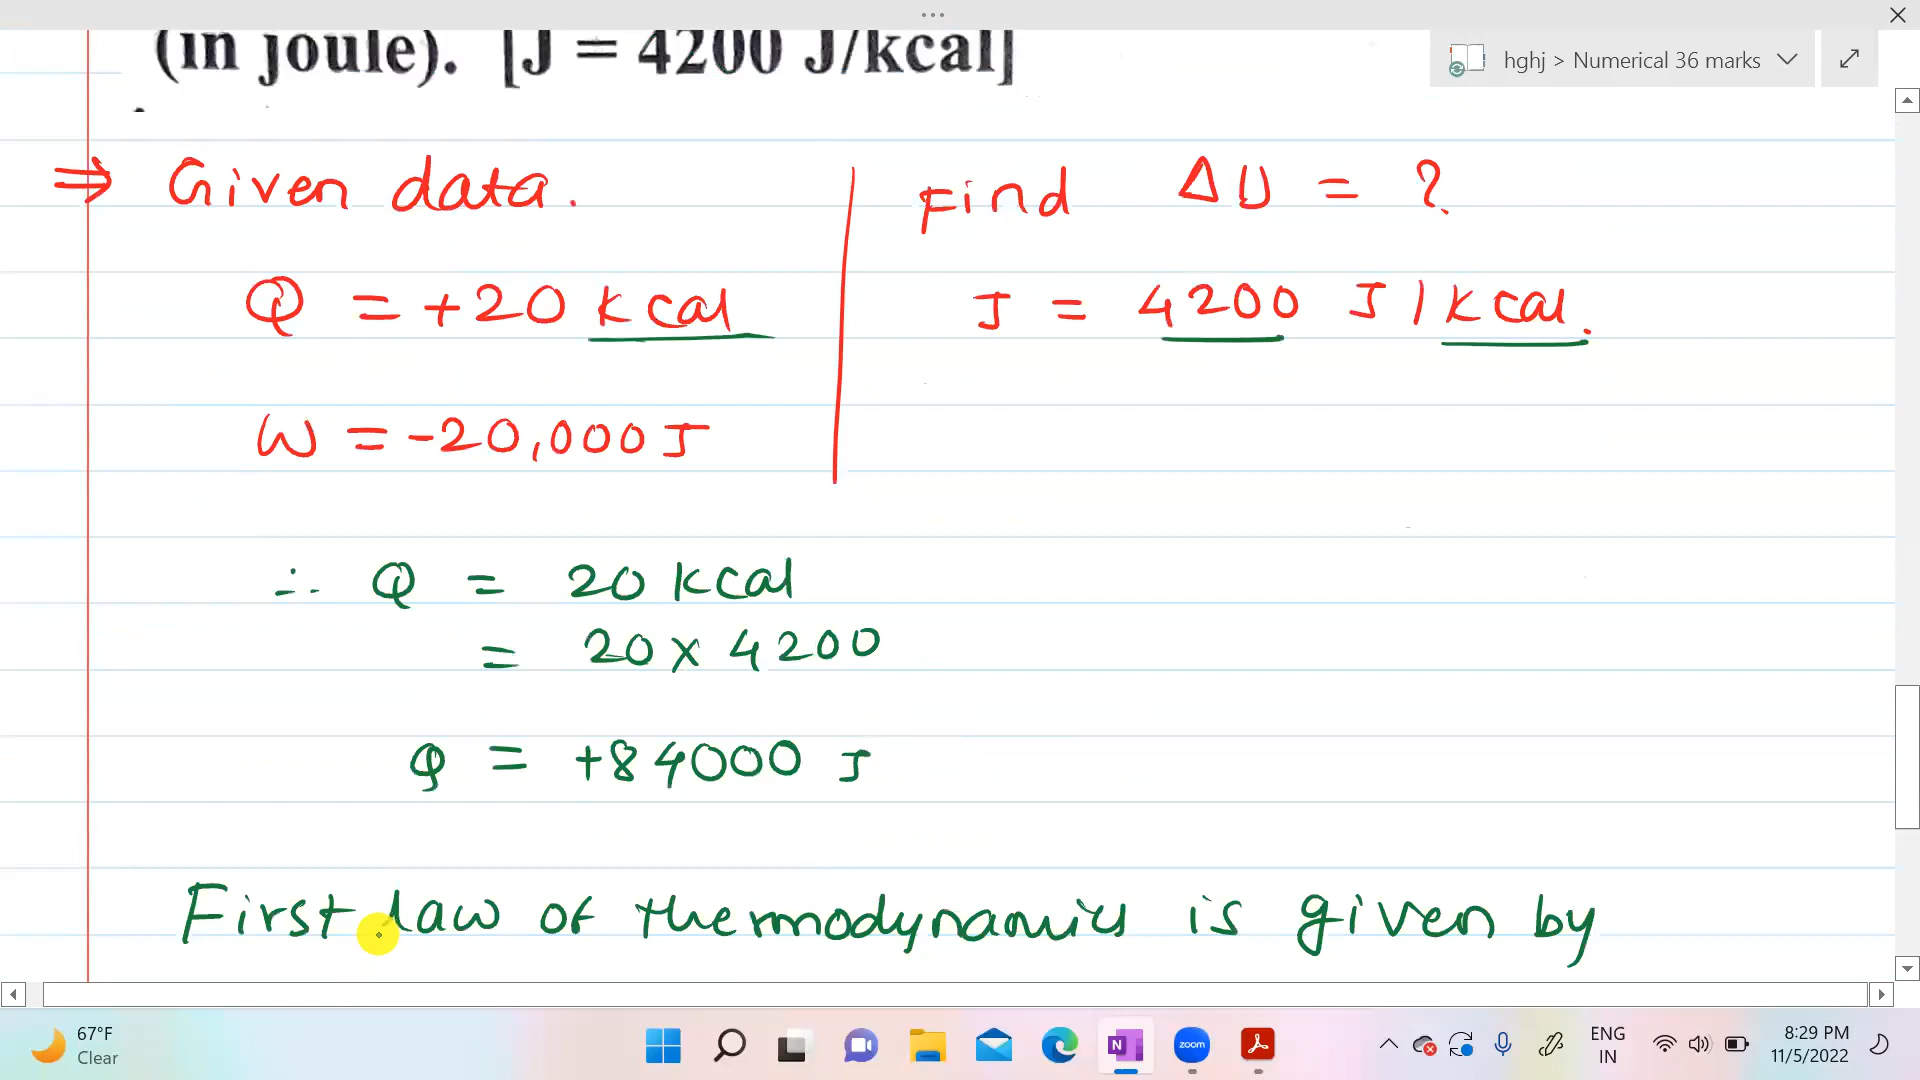 (in joule). [J = 4200 J/kcal]
hghj > Numerical 36 marks
⇒ Given data.
Find ΔU = ?
Q = +20 kcal
J = 4200 J/kcal.
W = -20,000 J
∴ Q = 20 kcal
= 20 × 4200
Q = +84000 J
First law of thermodynamics is given by
67°F
Clear
zoom
ENG
IN
8:29 PM
11/5/2022